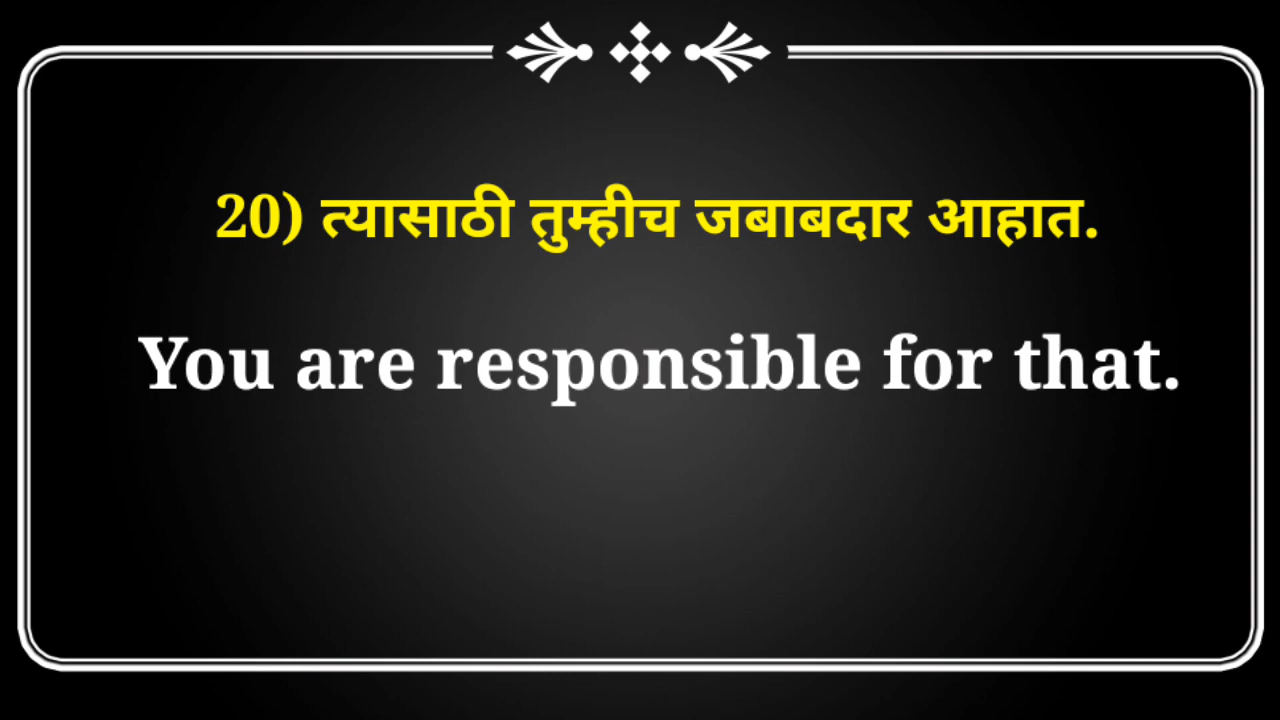 20) त्यासाठी तुम्हीच जबाबदार आहात.
You are responsible for that.